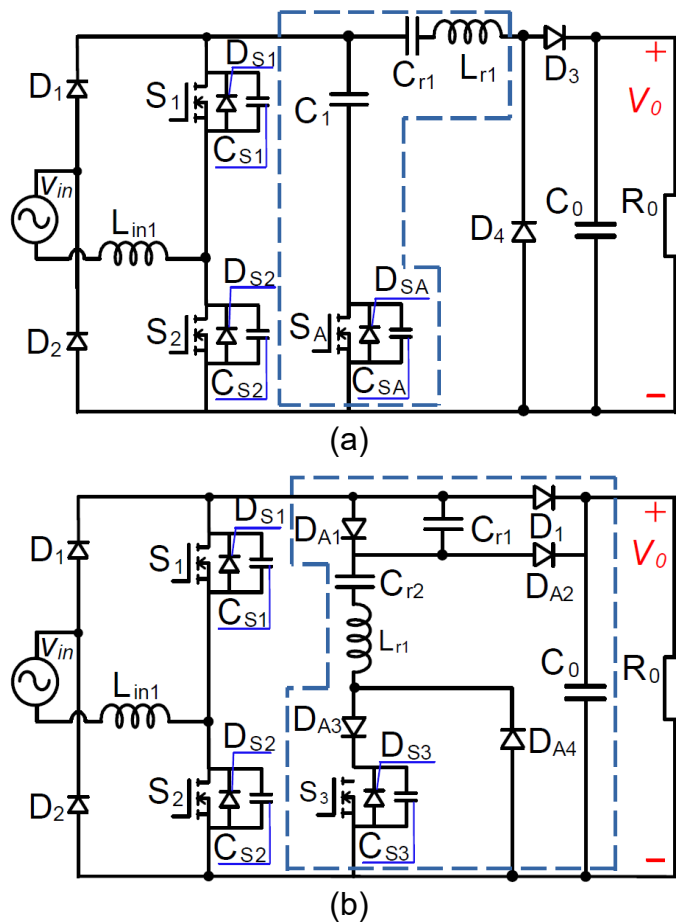 D1
S1
DS1
CS1
C1
Cr1
Lr1
D3
+
V0
vin
Lin1
D4
C0
R0
D2
S2
DS2
CS2
SA
DSA
CSA
−
(a)
D1
S1
DS1
CS1
DA1
Cr1
D1
DA2
+
V0
Cr2
Lr1
vin
Lin1
C0
R0
D2
S2
DS2
CS2
DA3
S3
DS3
CS3
DA4
−
(b)